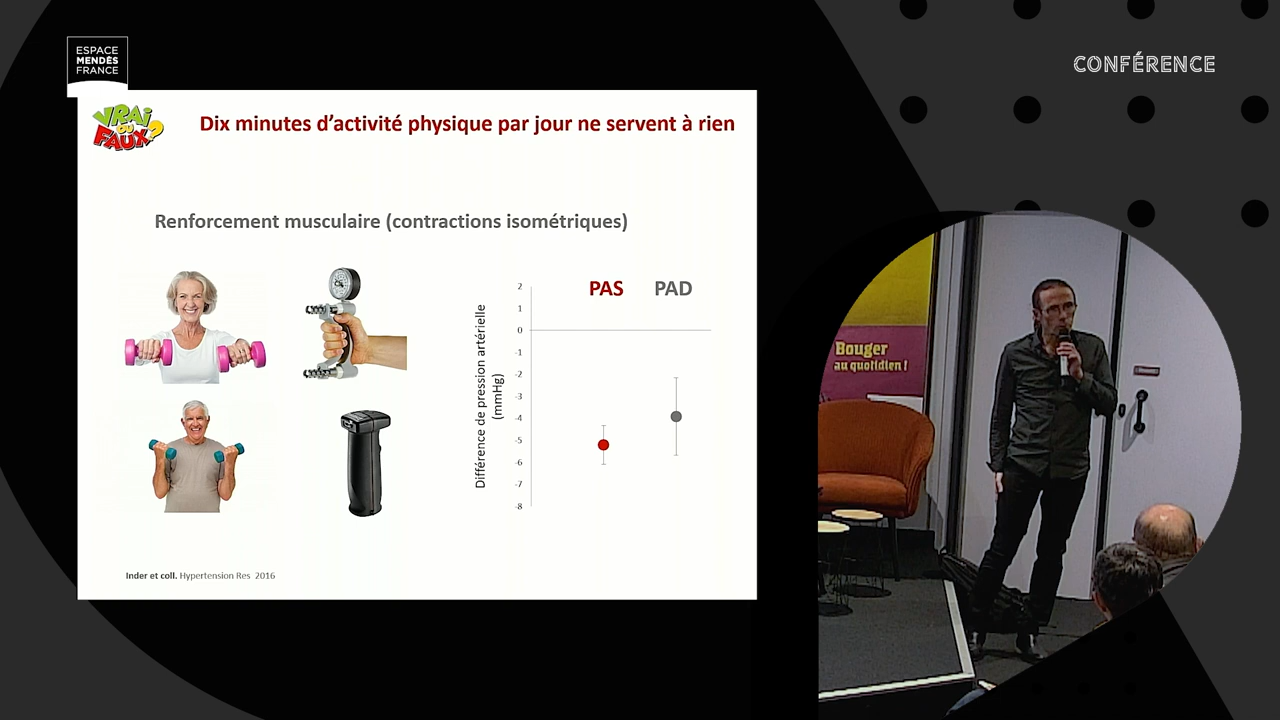 ESPACE
MENDÈS
FRANCE
CONFÉRENCE
VRAI
OU
FAUX?
Dix minutes d’activité physique par jour ne servent à rien
Renforcement musculaire (contractions isométriques)
PAS PAD
Différence de pression artérielle
(mmHg)
2
1
0
-1
-2
-3
-4
-5
-6
-7
-8
Inder et coll. Hypertension Res 2016
Bouger
au quotidien !